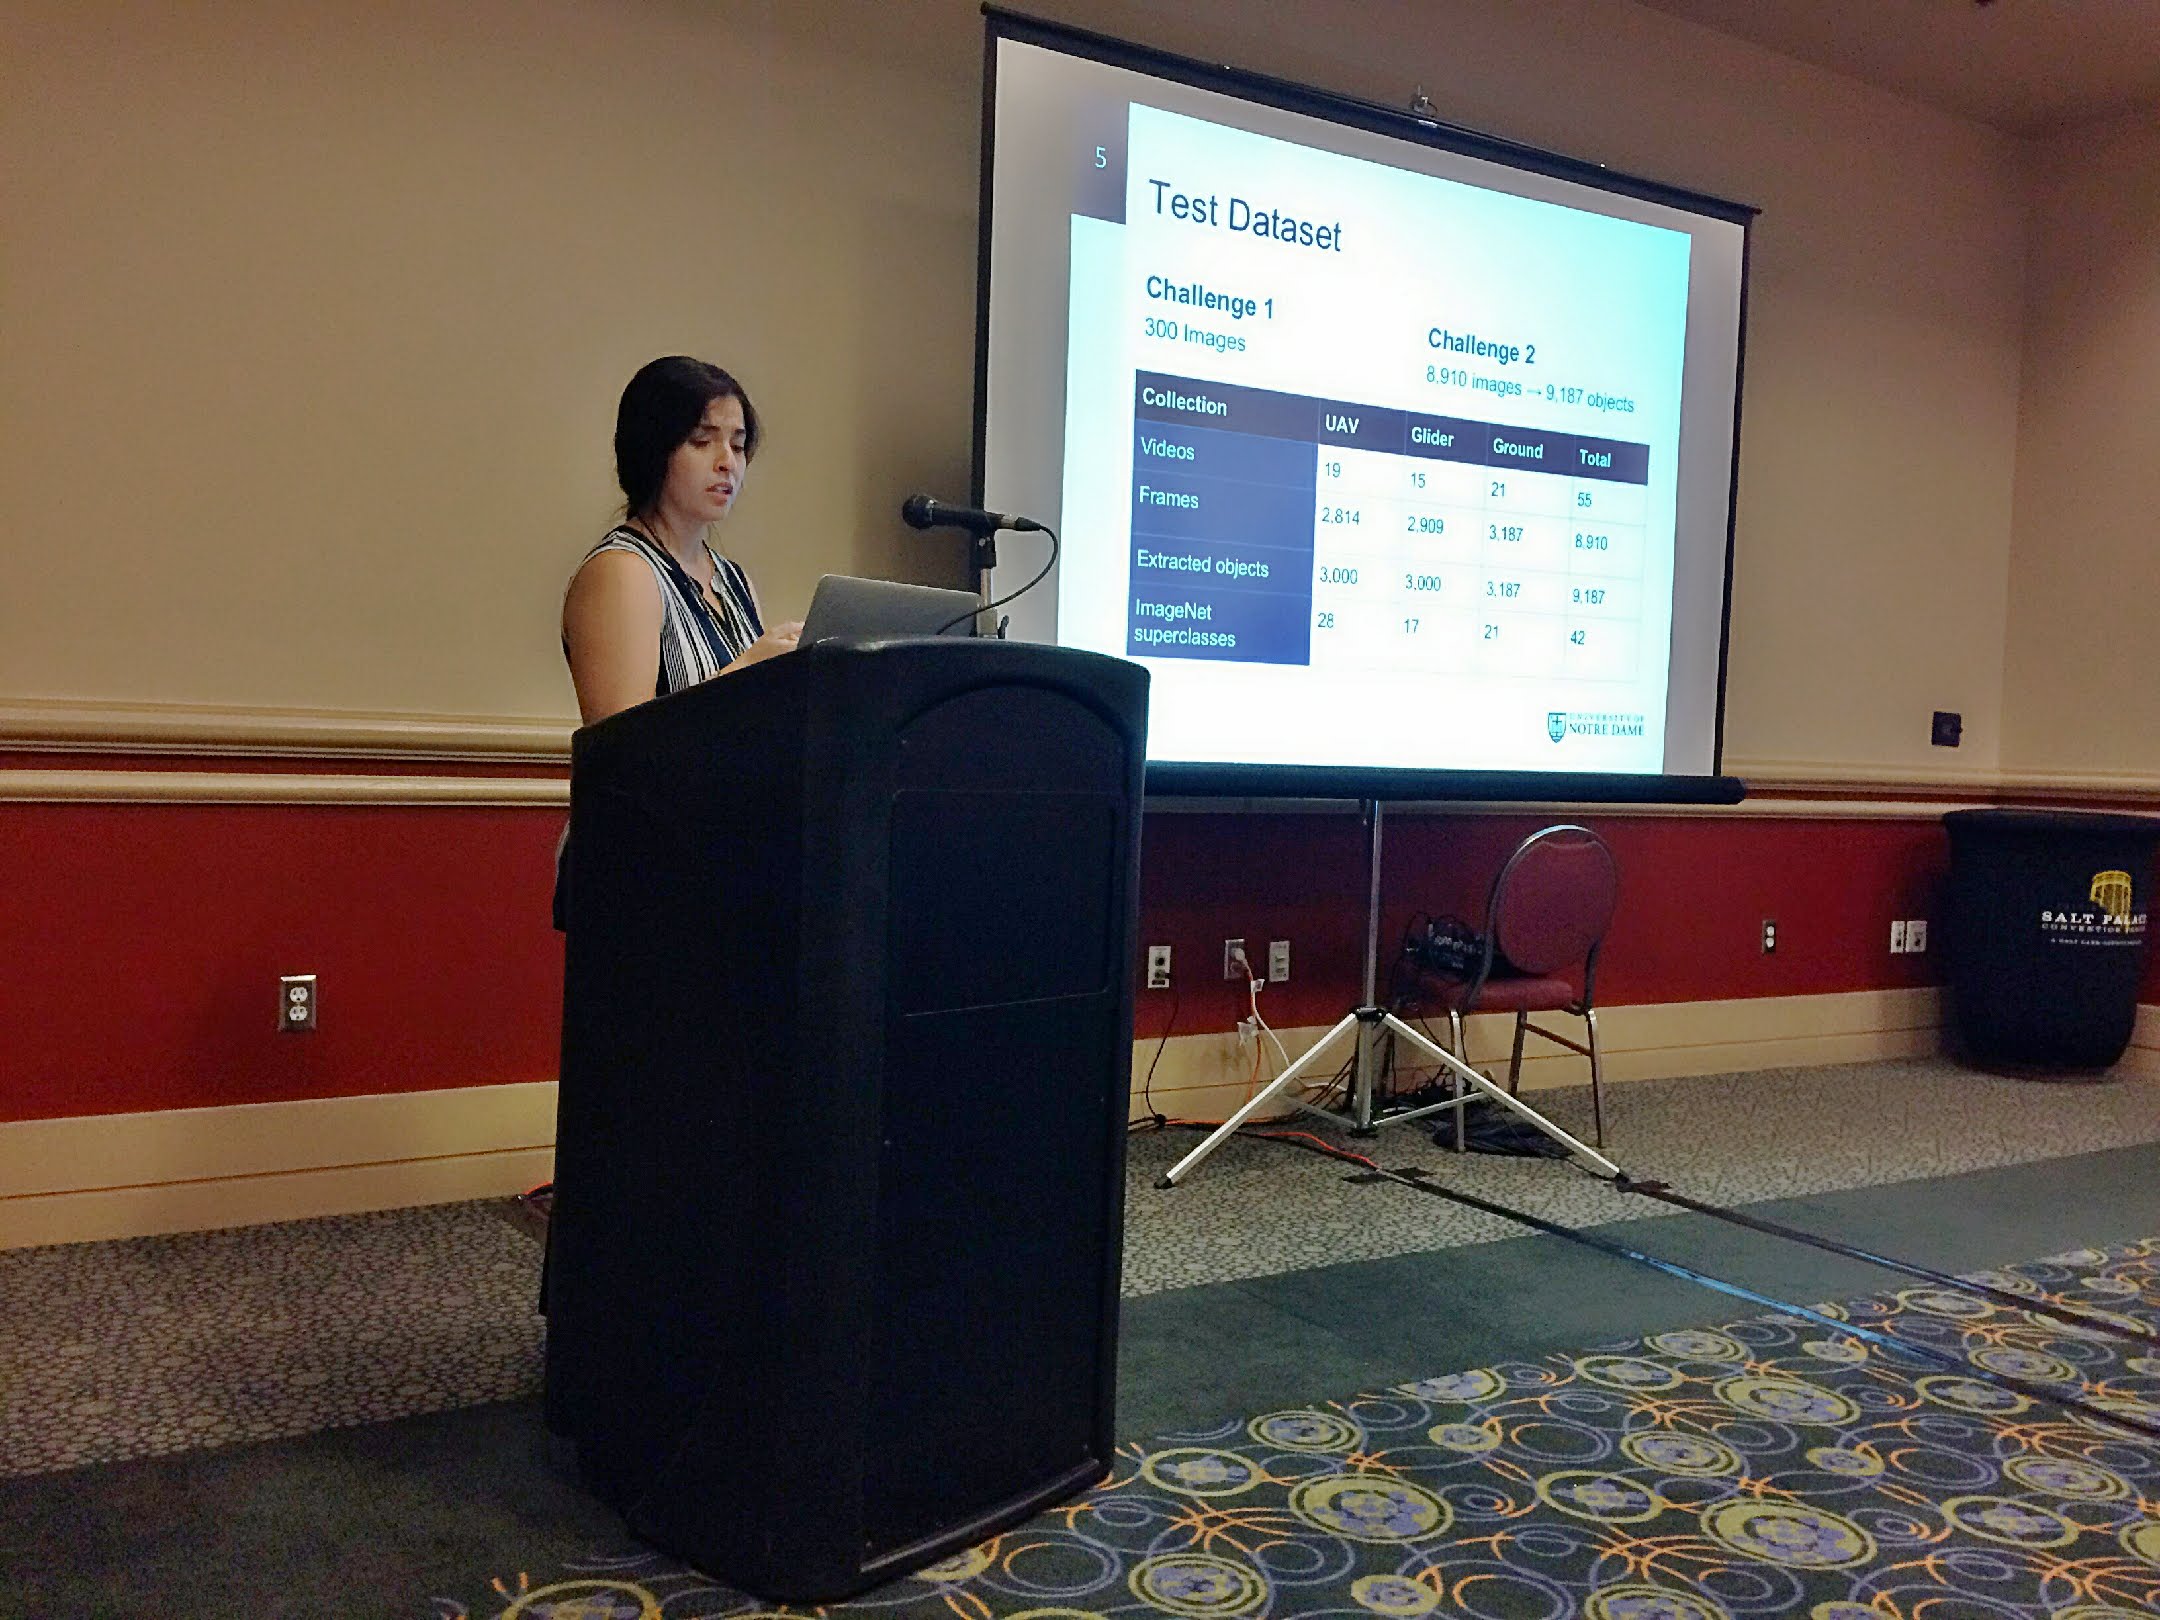 5
Test Dataset
Challenge 1
300 Images
Challenge 2
8,910 images → 9,187 objects
Collection UAV Glider Ground Total
Videos 19 15 21 55
Frames 2,814 2,909 3,187 8,910
Extracted objects 3,000 3,000 3,187 9,187
ImageNet
superclasses 28 17 21 42
UNIVERSITY OF
NOTRE DAME
SALT PALACE
CONVENTION